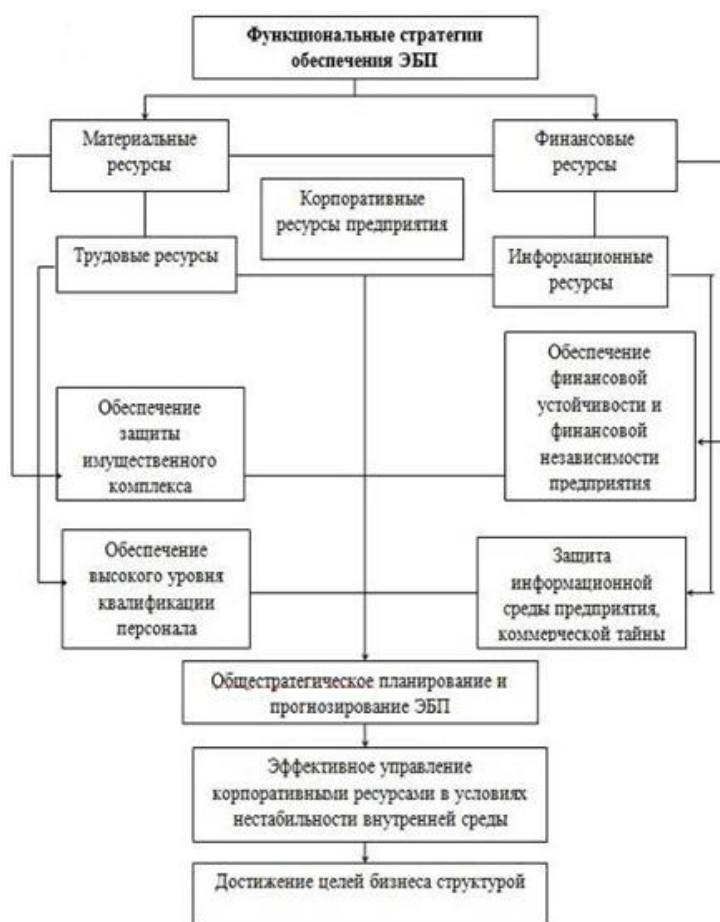 Функциональные стратегии
обеспечения ЭБП
Материальные
ресурсы
Финансовые
ресурсы
Корпоративные
ресурсы предприятия
Трудовые ресурсы
Информационные
ресурсы
Обеспечение
финансовой
устойчивости и
финансовой
независимости
предприятия
Обеспечение
защиты
имущественного
комплекса
Обеспечение
высокого уровня
квалификации
персонала
Защита
информационной
среды предприятия,
коммерческой тайны
Общестратегическое планирование и
прогнозирование ЭБП
Эффективное управление
корпоративными ресурсами в условиях
нестабильности внутренней среды
Достижение целей бизнеса структурой